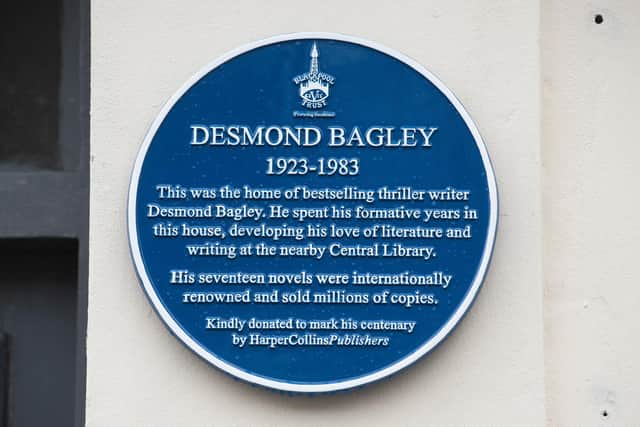 BLACKPOOL
CIVIC
TRUST
DESMOND BAGLEY
1923-1983
This was the home of bestselling thriller writer
Desmond Bagley. He spent his formative years in
this house, developing his love of literature and
writing at the nearby Central Library.
His seventeen novels were internationally
renowned and sold millions of copies.
Kindly donated to mark his centenary
by HarperCollinsPublishers